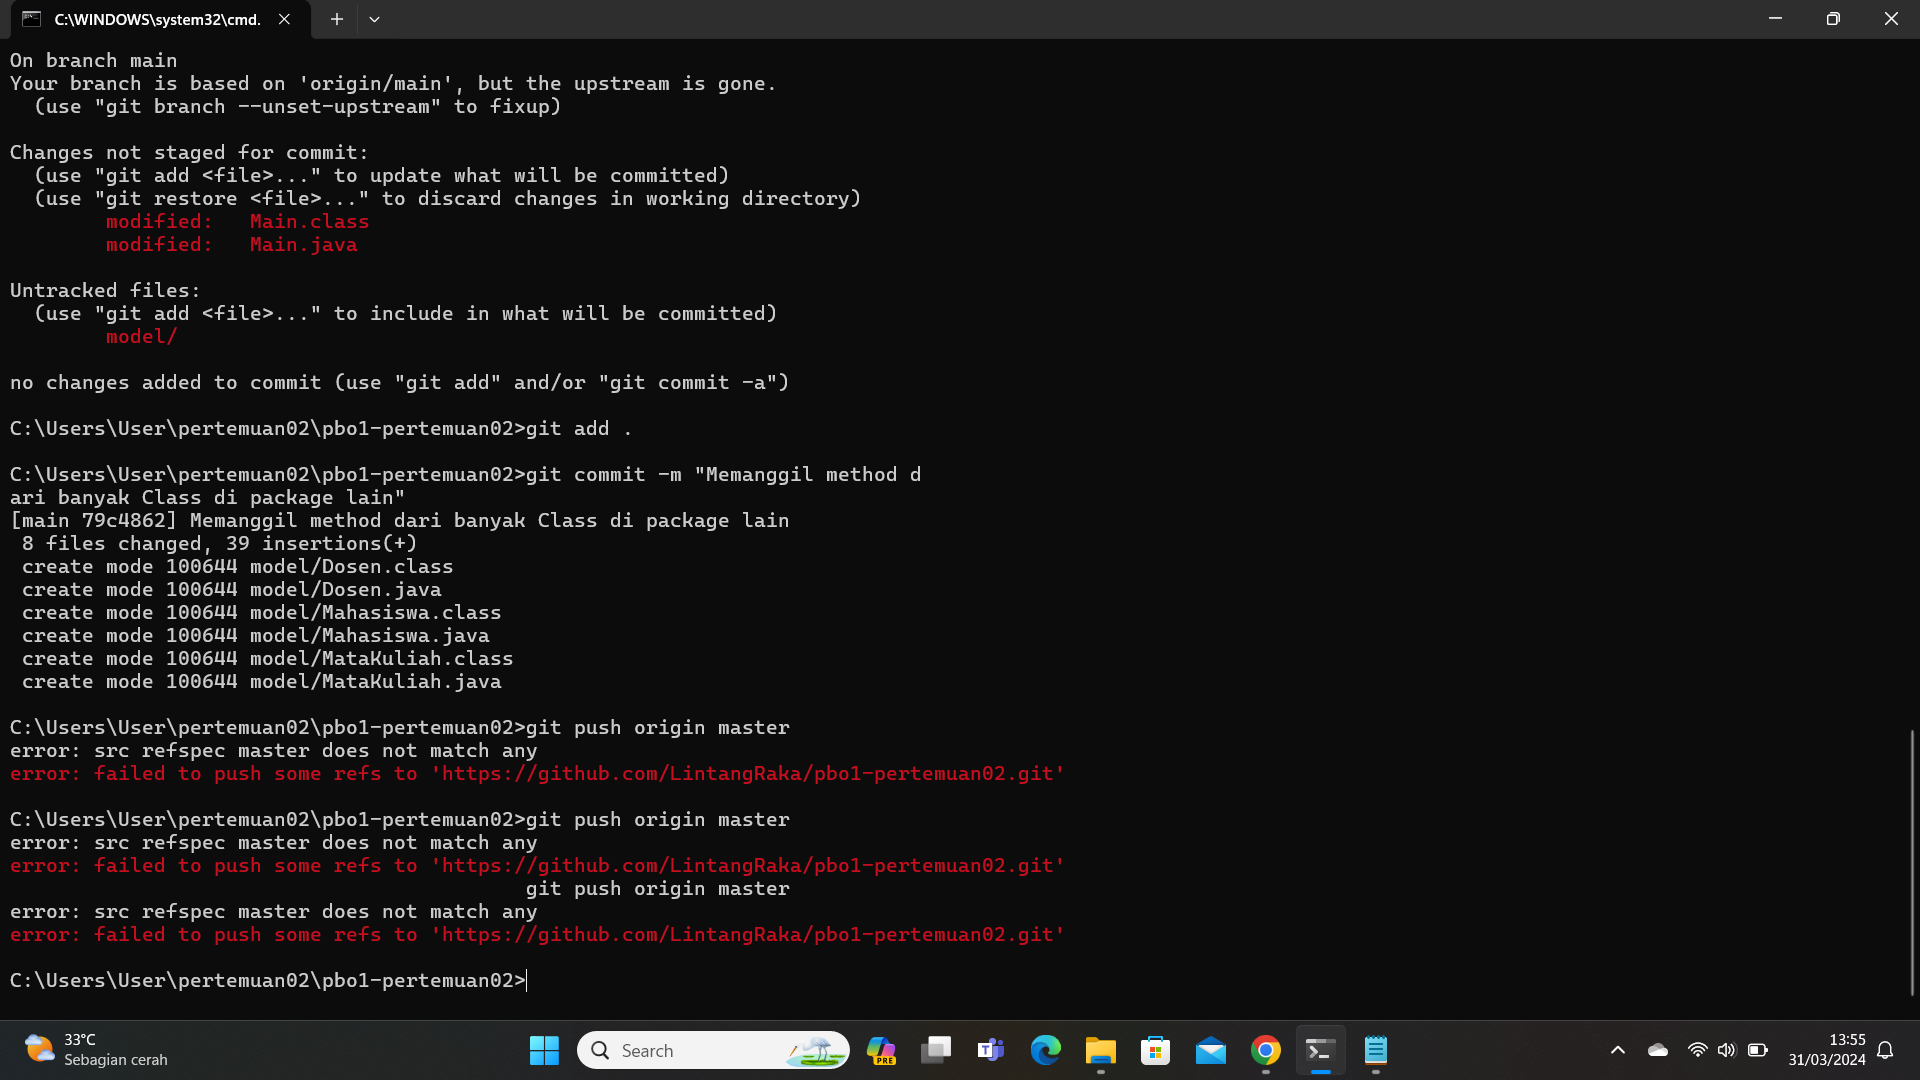 C:\WINDOWS\system32\cmd.
On branch main
Your branch is based on 'origin/main', but the upstream is gone.
  (use "git branch --unset-upstream" to fixup)
Changes not staged for commit:
  (use "git add <file>..." to update what will be committed)
  (use "git restore <file>..." to discard changes in working directory)
        modified:   Main.class
        modified:   Main.java
Untracked files:
  (use "git add <file>..." to include in what will be committed)
        model/
no changes added to commit (use "git add" and/or "git commit -a")
C:\Users\User\pertemuan02\pbo1-pertemuan02>git add .
C:\Users\User\pertemuan02\pbo1-pertemuan02>git commit -m "Memanggil method d
ari banyak Class di package lain"
[main 79c4862] Memanggil method dari banyak Class di package lain
 8 files changed, 39 insertions(+)
 create mode 100644 model/Dosen.class
 create mode 100644 model/Dosen.java
 create mode 100644 model/Mahasiswa.class
 create mode 100644 model/Mahasiswa.java
 create mode 100644 model/MataKuliah.class
 create mode 100644 model/MataKuliah.java
C:\Users\User\pertemuan02\pbo1-pertemuan02>git push origin master
error: src refspec master does not match any
error: failed to push some refs to 'https://github.com/LintangRaka/pbo1-pertemuan02.git'
C:\Users\User\pertemuan02\pbo1-pertemuan02>git push origin master
error: src refspec master does not match any
error: failed to push some refs to 'https://github.com/LintangRaka/pbo1-pertemuan02.git'
git push origin master
error: src refspec master does not match any
error: failed to push some refs to 'https://github.com/LintangRaka/pbo1-pertemuan02.git'
C:\Users\User\pertemuan02\pbo1-pertemuan02>
33°C
Sebagian cerah
Search
PRE
13:55
31/03/2024